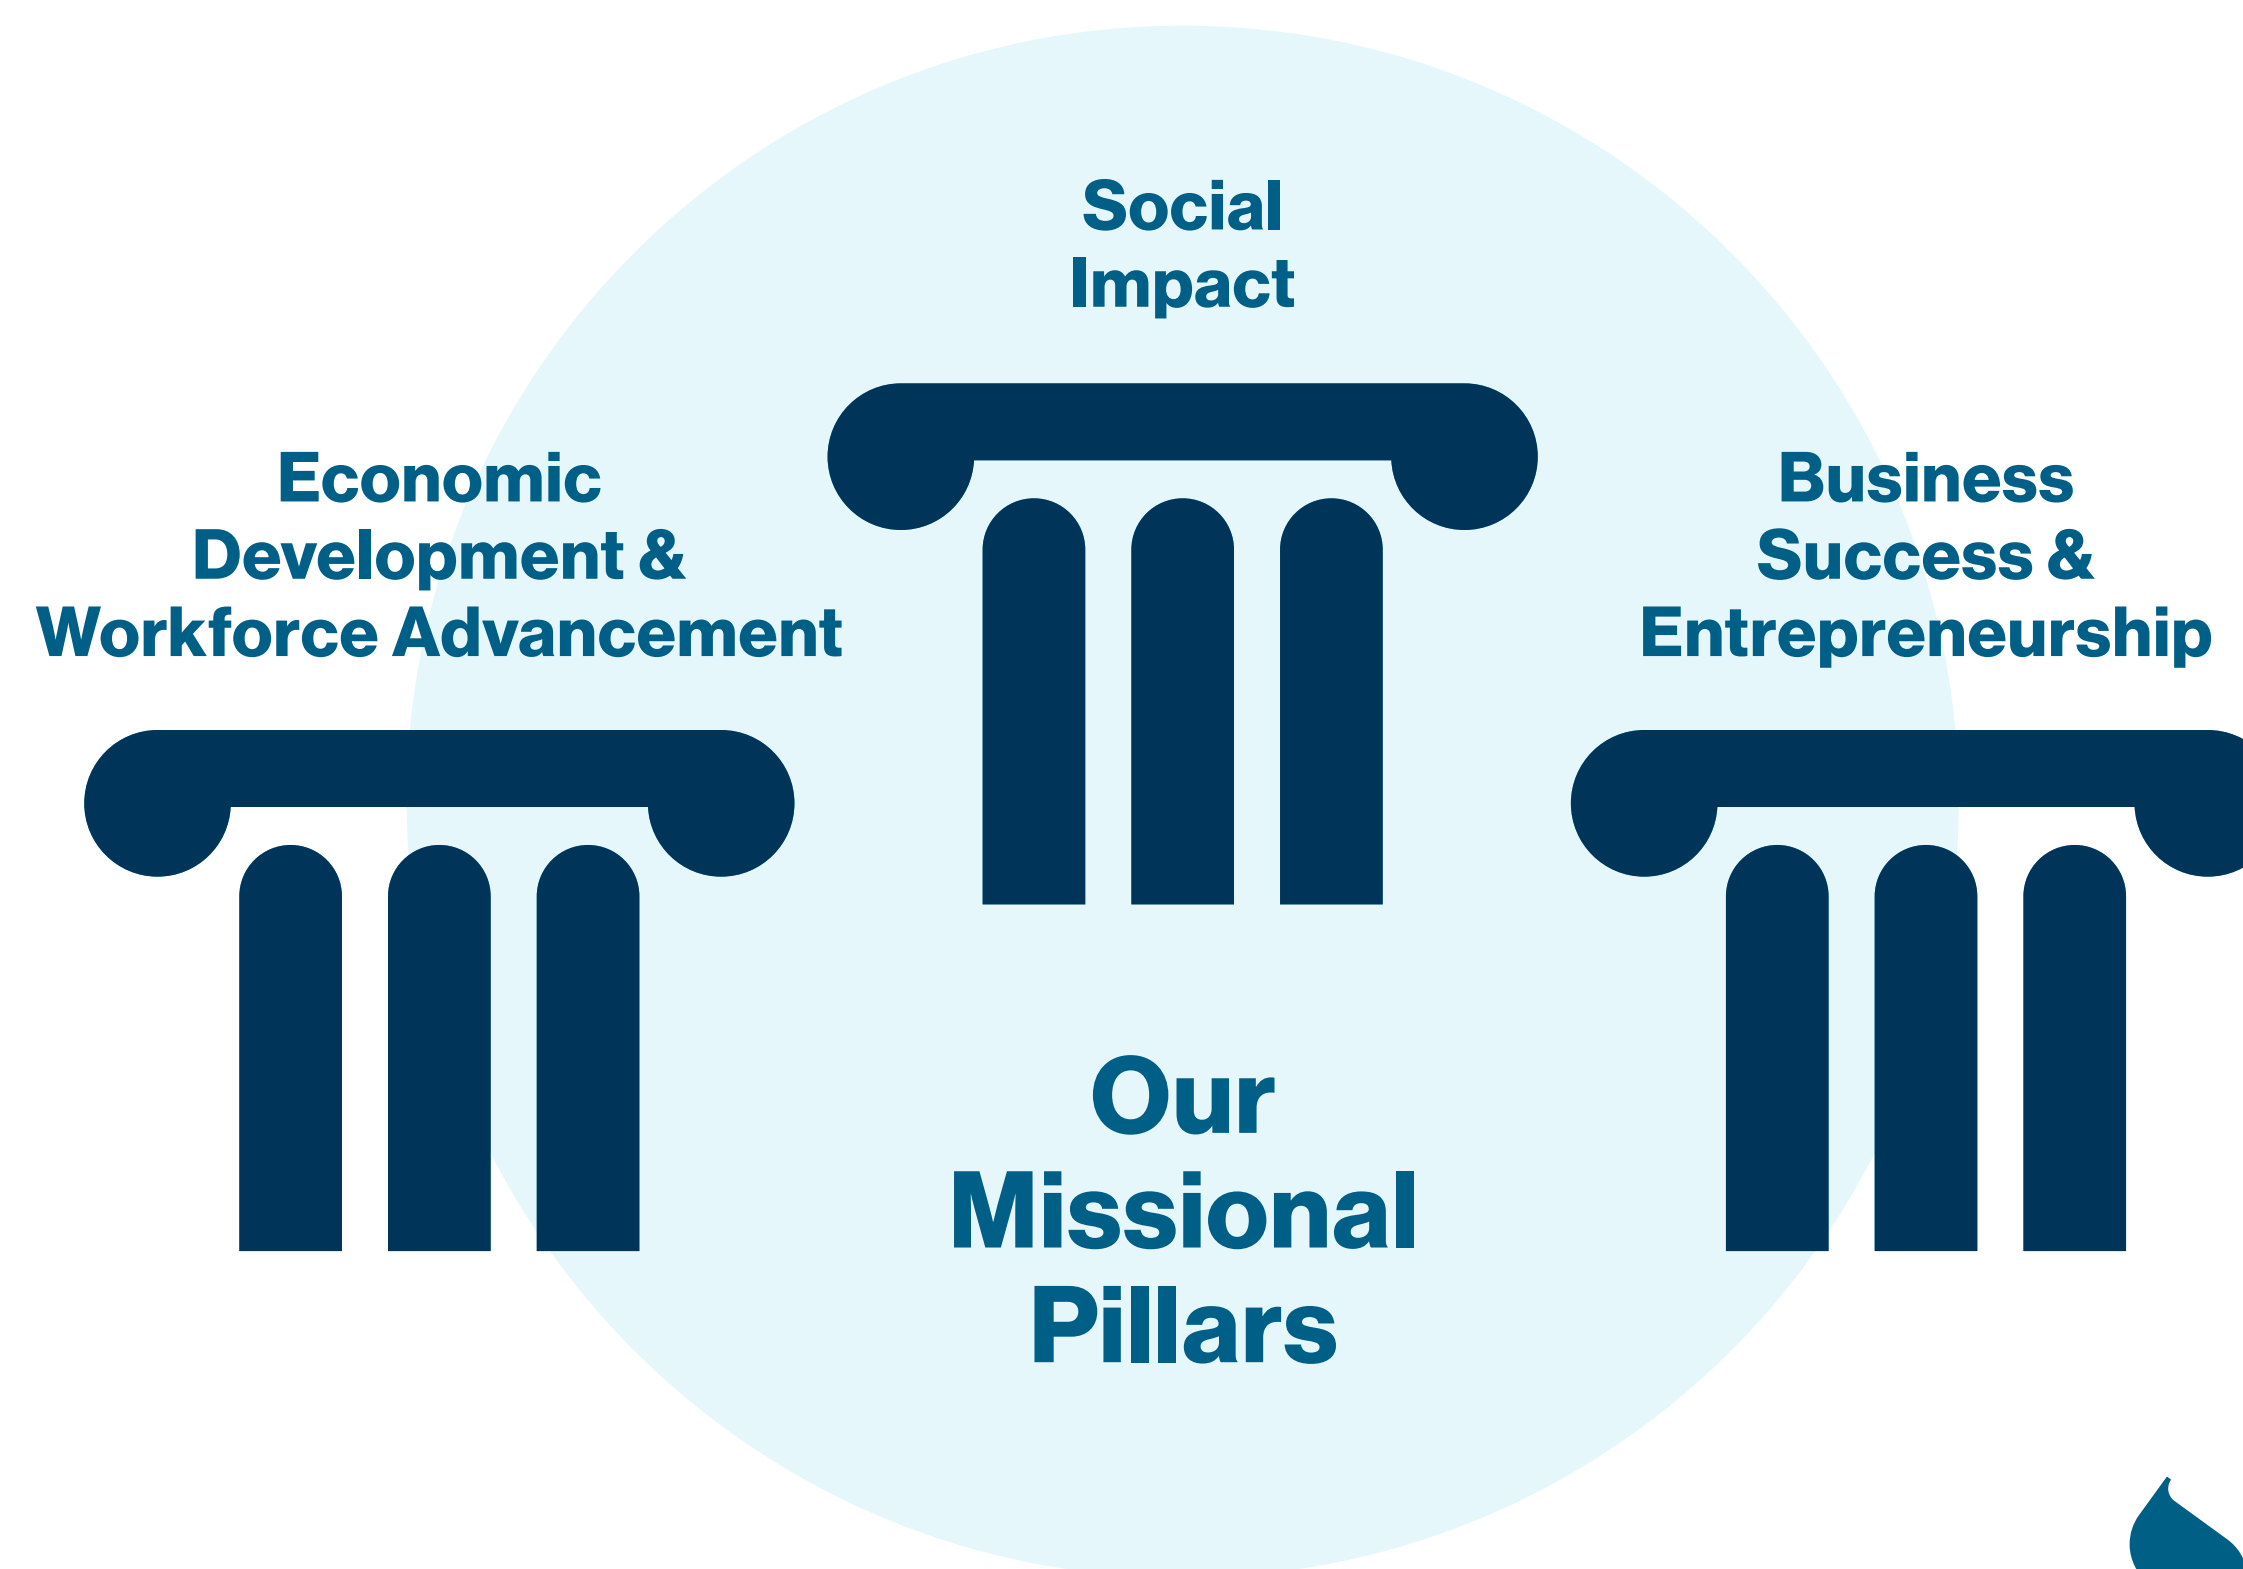 Social
Impact
Economic
Development &
Workforce Advancement
Business
Success &
Entrepreneurship
Our
Missional
Pillars